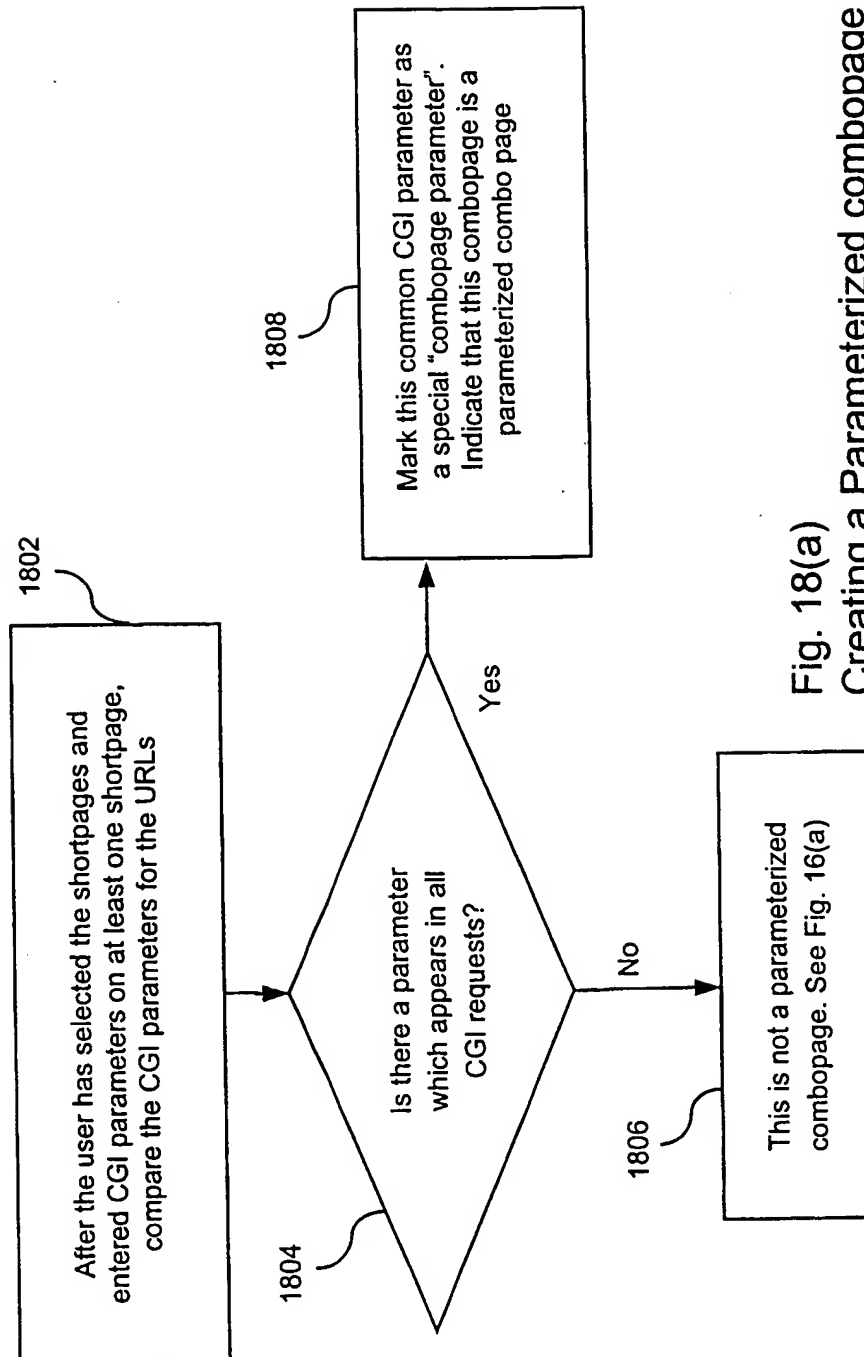 1802
After the user has selected the shortpages and
entered CGI parameters on at least one shortpage,
compare the CGI parameters for the URLs
1804
Is there a parameter
which appears in all
CGI requests?
Yes
No
1808
Mark this common CGI parameter as
a special "combopage parameter".
Indicate that this combopage is a
parameterized combo page
1806
This is not a parameterized
combopage. See Fig. 16(a)
Fig. 18(a)
Creating a Parameterized combopage